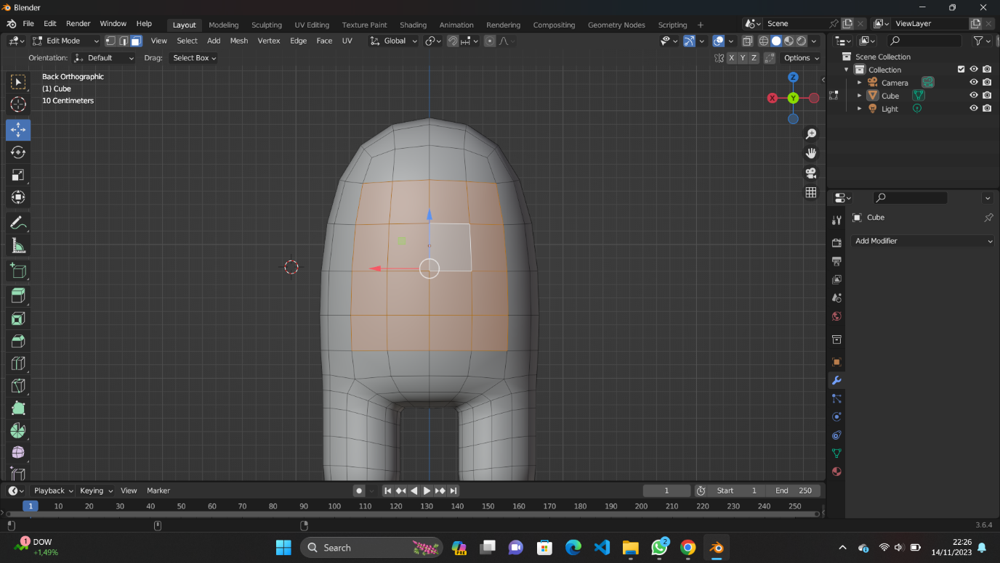 Blender
File Edit Render Window Help Layout Modeling Sculpting UV Editing Texture Paint Shading Animation Rendering Compositing Geometry Nodes Scripting + Scene ViewLayer
Edit Mode View Select Add Mesh Vertex Edge Face UV Global
Orientation: Default Drag: Select Box X Y Z Options
Back Orthographic
(1) Cube
10 Centimeters
Z
X Y
Scene Collection
Collection
Camera
Cube
Light
Cube
Add Modifier
Playback Keying View Marker 1 Start 1 End 250
1 10 20 30 40 50 60 70 80 90 100 110 120 130 140 150 160 170 180 190 200 210 220 230 240 250
3.6.4
1 DOW
+1,49%
Search
PRE
2
22:26
14/11/2023